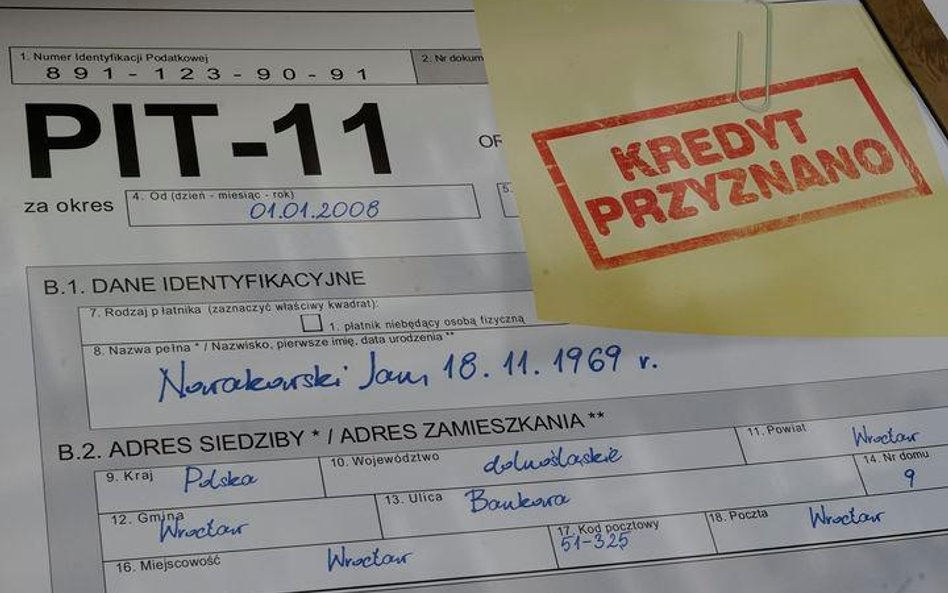 1. Numer Identyfikacji Podatkowej
891-123-90-91
2. Nr dokum
PIT-11
OR
za okres
4. Od (dzień - miesiąc - rok)
01.01.2008
5.
KREDYT
PRZYZNANO
B.1. DANE IDENTYFIKACYJNE
7. Rodzaj płatnika (zaznaczyć właściwy kwadrat):
1. płatnik niebędący osobą fizyczną
8. Nazwa pełna * / Nazwisko, pierwsze imię, data urodzenia **
Nowakowski Jan, 18.11.1969 r.
B.2. ADRES SIEDZIBY * / ADRES ZAMIESZKANIA **
9. Kraj
Polska
10. Województwo
dolnośląskie
11. Powiat
Wrocław
12. Gmina
Wrocław
13. Ulica
Bankowa
14. Nr domu
9
16. Miejscowość
Wrocław
17. Kod pocztowy
51-325
18. Poczta
Wrocław